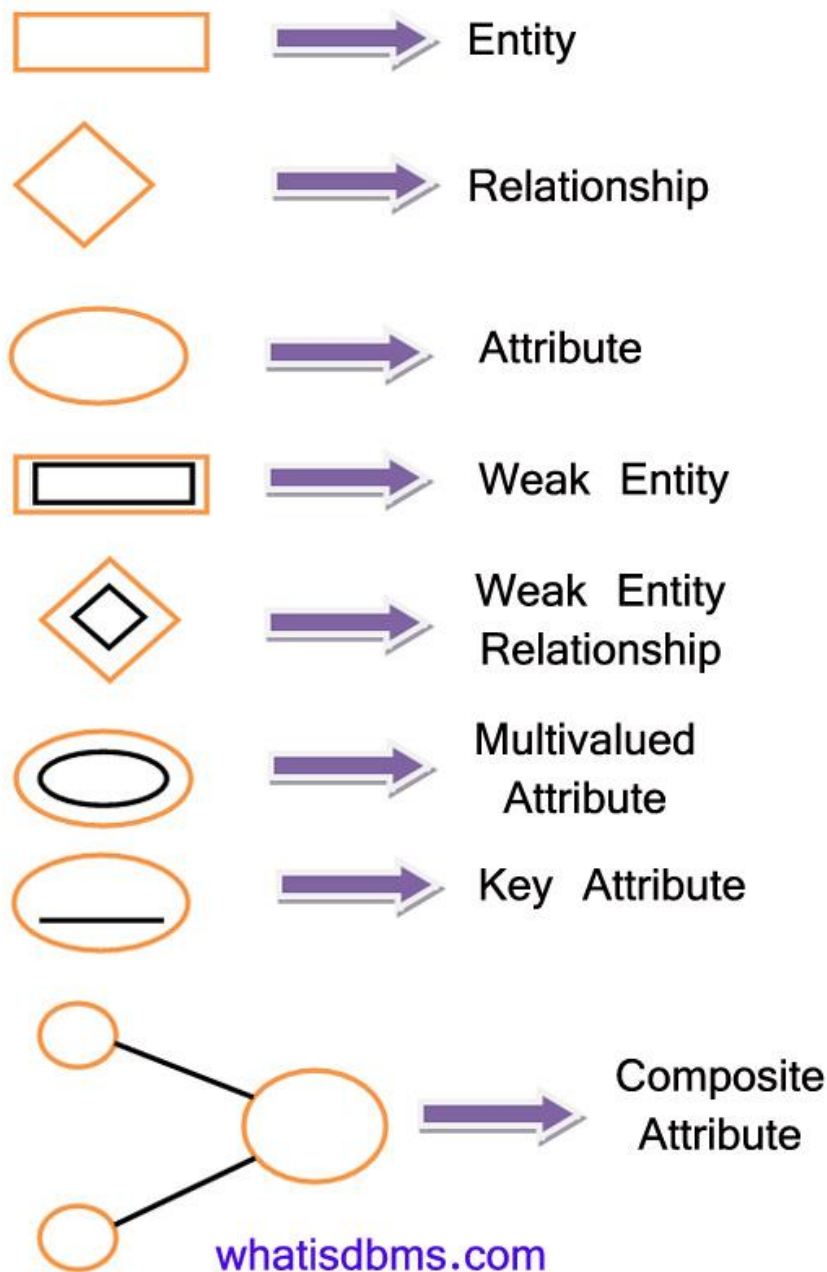 Entity
Relationship
Attribute
Weak Entity
Weak Entity
Relationship
Multivalued
Attribute
Key Attribute
Composite
Attribute
whatisdbms.com